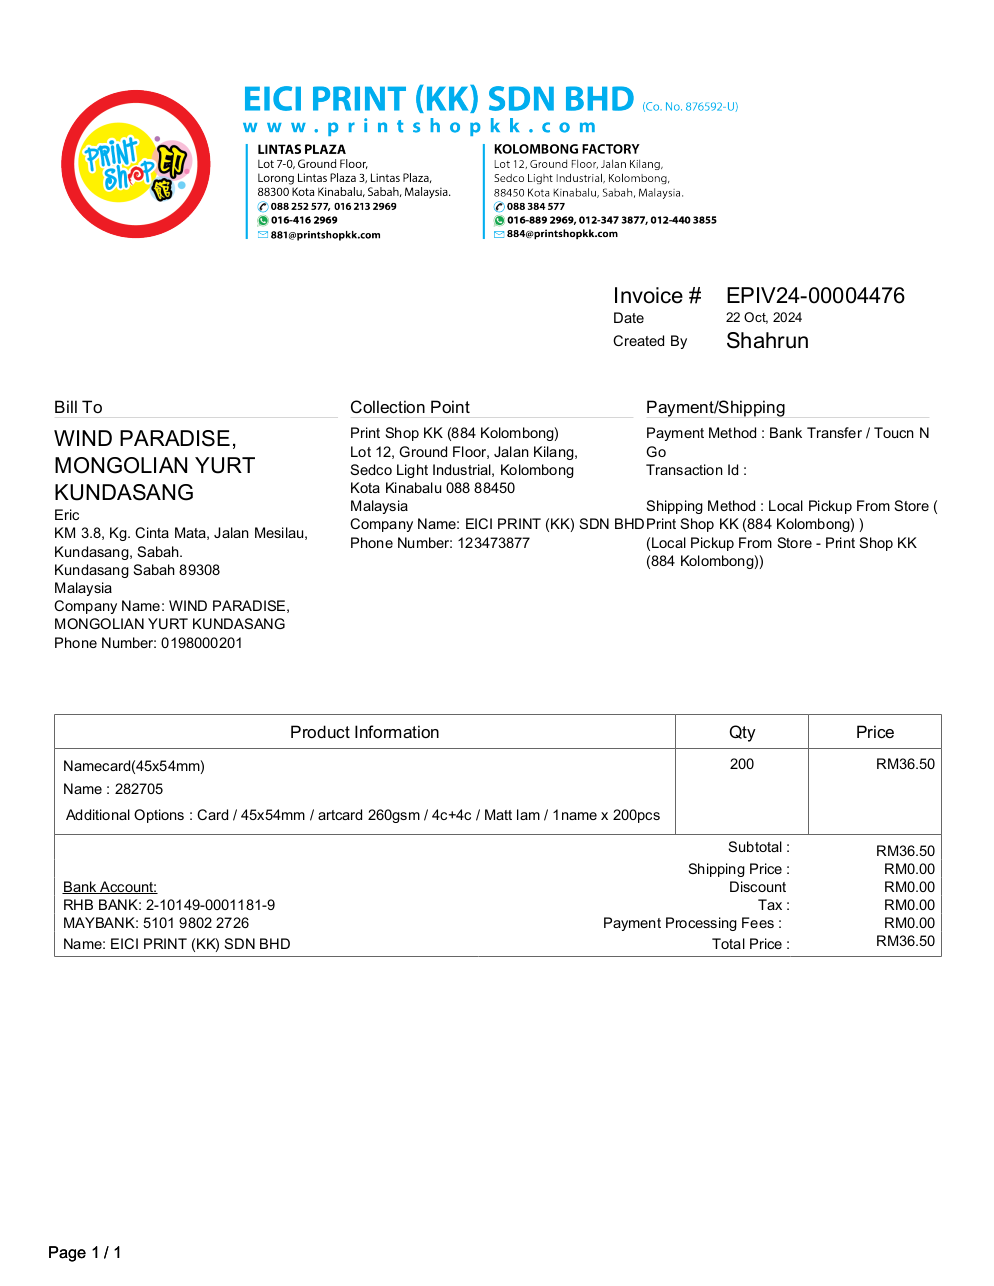 PRINT
Shop
印
館
EICI PRINT (KK) SDN BHD (Co. No. 876592-U)
www.printshopkk.com
LINTAS PLAZA
Lot 7-0, Ground Floor,
Lorong Lintas Plaza 3, Lintas Plaza,
88300 Kota Kinabalu, Sabah, Malaysia.
088 252 577, 016 213 2969
016-416 2969
881@printshopkk.com
KOLOMBONG FACTORY
Lot 12, Ground Floor, Jalan Kilang,
Sedco Light Industrial, Kolombong,
88450 Kota Kinabalu, Sabah, Malaysia.
088 384 577
016-889 2969, 012-347 3877, 012-440 3855
884@printshopkk.com
Invoice # EPIV24-00004476
Date 22 Oct, 2024
Created By Shahrun
Bill To
WIND PARADISE,
MONGOLIAN YURT
KUNDASANG
Eric
KM 3.8, Kg. Cinta Mata, Jalan Mesilau,
Kundasang, Sabah.
Kundasang Sabah 89308
Malaysia
Company Name: WIND PARADISE,
MONGOLIAN YURT KUNDASANG
Phone Number: 0198000201
Collection Point
Print Shop KK (884 Kolombong)
Lot 12, Ground Floor, Jalan Kilang,
Sedco Light Industrial, Kolombong
Kota Kinabalu 088 88450
Malaysia
Company Name: EICI PRINT (KK) SDN BHD
Phone Number: 123473877
Payment/Shipping
Payment Method : Bank Transfer / Toucn N
Go
Transaction Id :
Shipping Method : Local Pickup From Store (
Print Shop KK (884 Kolombong) )
(Local Pickup From Store - Print Shop KK
(884 Kolombong))
Product Information Qty Price
Namecard(45x54mm) 200 RM36.50
Name : 282705
Additional Options : Card / 45x54mm / artcard 260gsm / 4c+4c / Matt lam / 1name x 200pcs
Subtotal : RM36.50
Shipping Price : RM0.00
Bank Account: Discount RM0.00
RHB BANK: 2-10149-0001181-9 Tax : RM0.00
MAYBANK: 5101 9802 2726 Payment Processing Fees : RM0.00
Name: EICI PRINT (KK) SDN BHD Total Price : RM36.50
Page 1 / 1